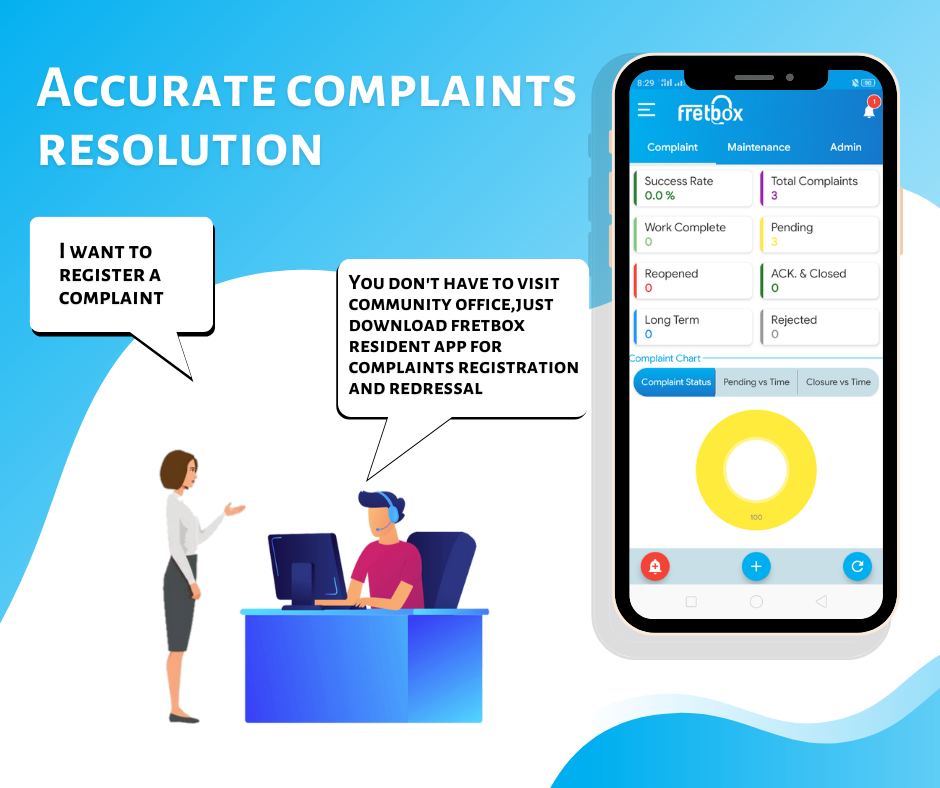 Accurate complaints
resolution
I want to
register a
complaint
You don't have to visit
community office,just
download fretbox
resident app for
complaints registration
and redressal
8:29
90
fretbox
1
Complaint Maintenance Admin
Success Rate
0.0 %
Total Complaints
3
Work Complete
0
Pending
3
Reopened
0
ACK. & Closed
0
Long Term
0
Rejected
0
Complaint Chart
Complaint Status Pending vs Time Closure vs Time
100